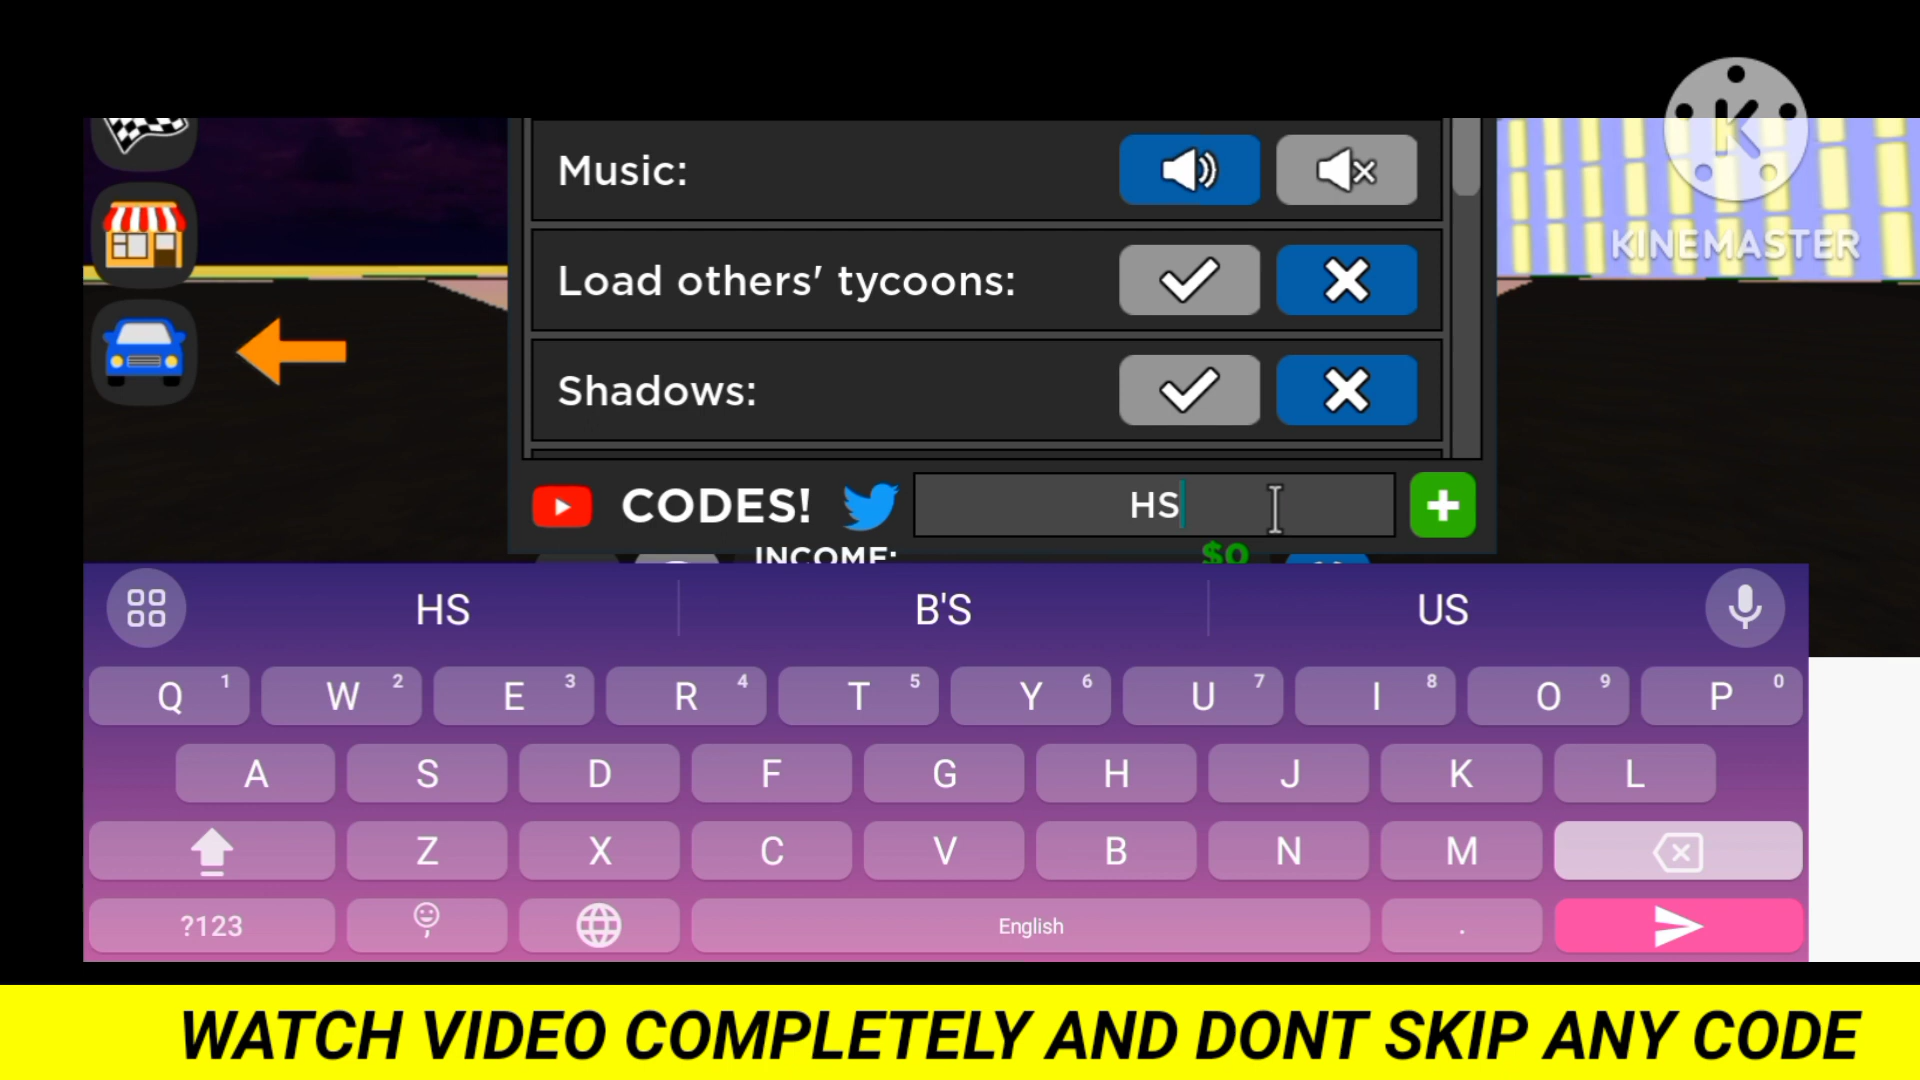 KINEMASTER
Music:
Load others' tycoons:
Shadows:
CODES! HS
INCOME: $0
HS B'S US
Q 1 W 2 E 3 R 4 T 5 Y 6 U 7 I 8 O 9 P 0
A S D F G H J K L
Z X C V B N M
?123 , English .
WATCH VIDEO COMPLETELY AND DONT SKIP ANY CODE